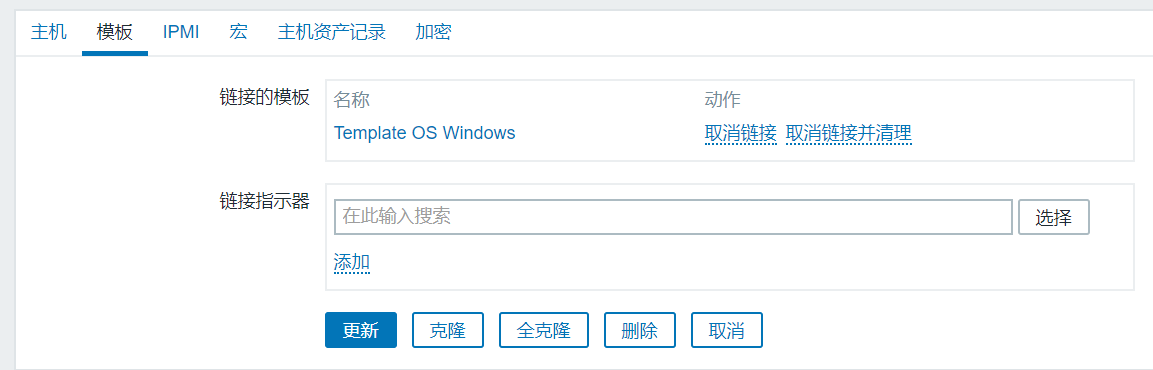 主机 模板 IPMI 宏 主机资产记录 加密
链接的模板 名称 动作
Template OS Windows 取消链接 取消链接并清理
链接指示器 在此输入搜索 选择
添加
更新 克隆 全克隆 删除 取消